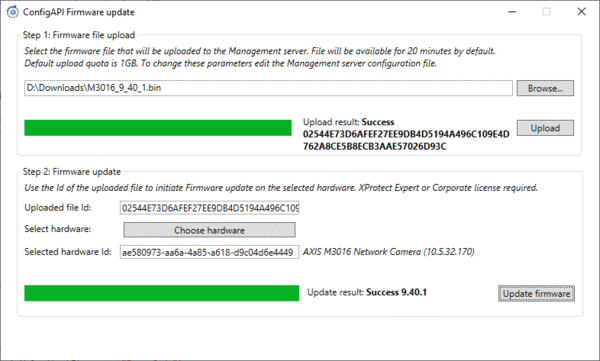 ConfigAPI Firmware update
Step 1: Firmware file upload
Select the firmware file that will be uploaded to the Management server. File will be available for 20 minutes by default.
Default upload quota is 1GB. To change these parameters edit the Management server configuration file.
D:\Downloads\M3016_9_40_1.bin
Browse...
Upload result: Success
02544E73D6AFEF27EE9DB4D5194A496C109E4D
762A8CE5B8ECB3AAE57026D93C
Upload
Step 2: Firmware update
Use the Id of the uploaded file to initiate Firmware update on the selected hardware. XProtect Expert or Corporate license required.
Uploaded file Id:
02544E73D6AFEF27EE9DB4D5194A496C109
Select hardware:
Choose hardware
Selected hardware Id:
ae580973-aa6a-4a85-a618-d9c04d6e4449
AXIS M3016 Network Camera (10.5.32.170)
Update result: Success 9.40.1
Update firmware